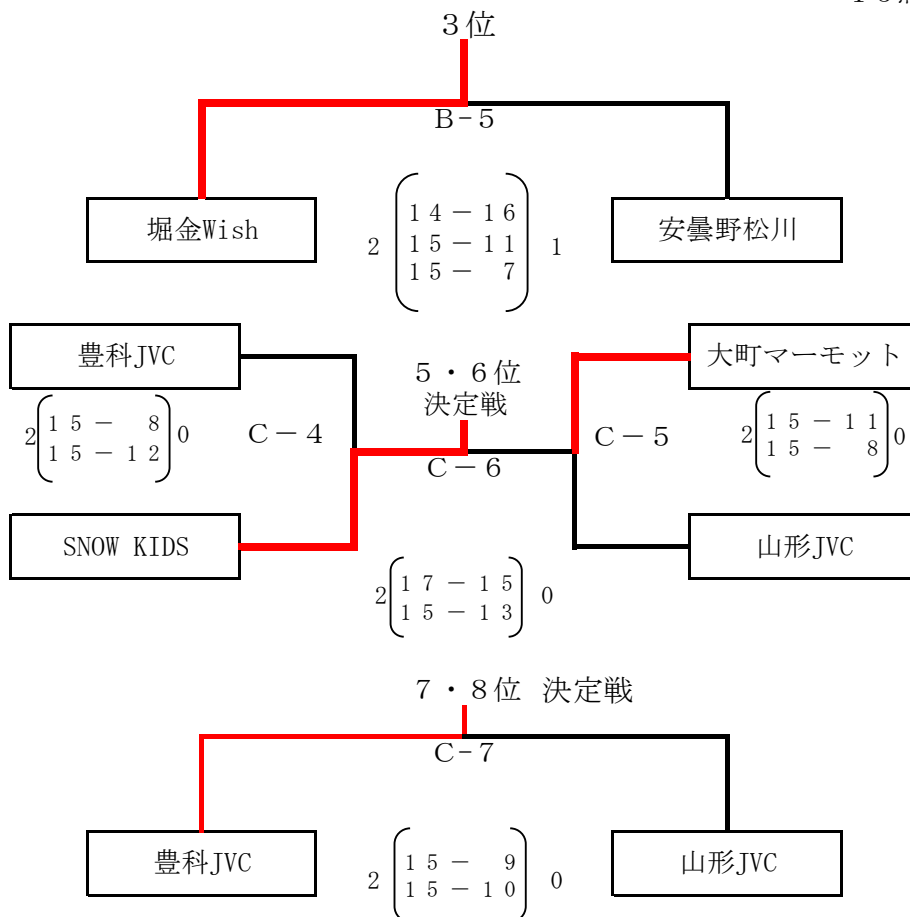 3位
B-5
堀金Wish
安曇野松川
2
14－16
15－11
15－ 7
1
豊科JVC
大町マーモット
5・6位
決定戦
2
15－ 8
15－12
0
C－4
C－5
2
15－11
15－ 8
0
C－6
SNOW KIDS
山形JVC
2
17－15
15－13
0
7・8位 決定戦
C-7
豊科JVC
山形JVC
2
15－ 9
15－10
0